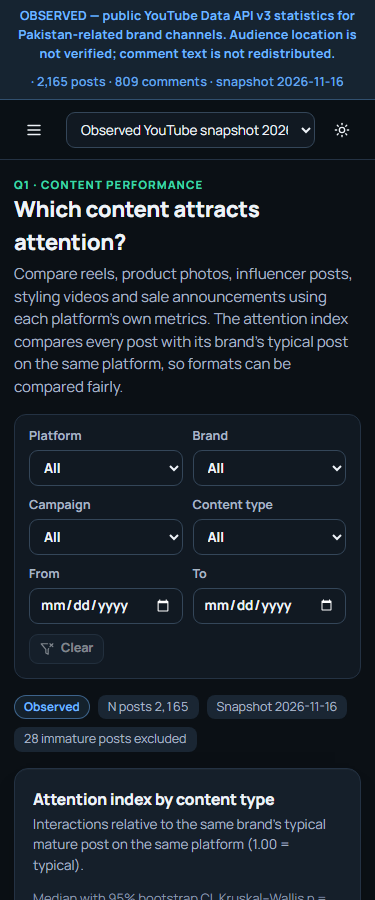 OBSERVED — public YouTube Data API v3 statistics for
Pakistan-related brand channels. Audience location is
not verified; comment text is not redistributed.
· 2,165 posts · 809 comments · snapshot 2026-11-16
Observed YouTube snapshot 202
Q1 · CONTENT PERFORMANCE
Which content attracts
attention?
Compare reels, product photos, influencer posts,
styling videos and sale announcements using
each platform's own metrics. The attention index
compares every post with its brand's typical post
on the same platform, so formats can be
compared fairly.
Platform Brand
All All
Campaign Content type
All All
From To
mm/dd/yyyy mm/dd/yyyy
Clear
Observed N posts 2,165 Snapshot 2026-11-16
28 immature posts excluded
Attention index by content type
Interactions relative to the same brand's typical
mature post on the same platform (1.00 =
typical).
Median with 95% bootstrap CI. Kruskal–Wallis p =